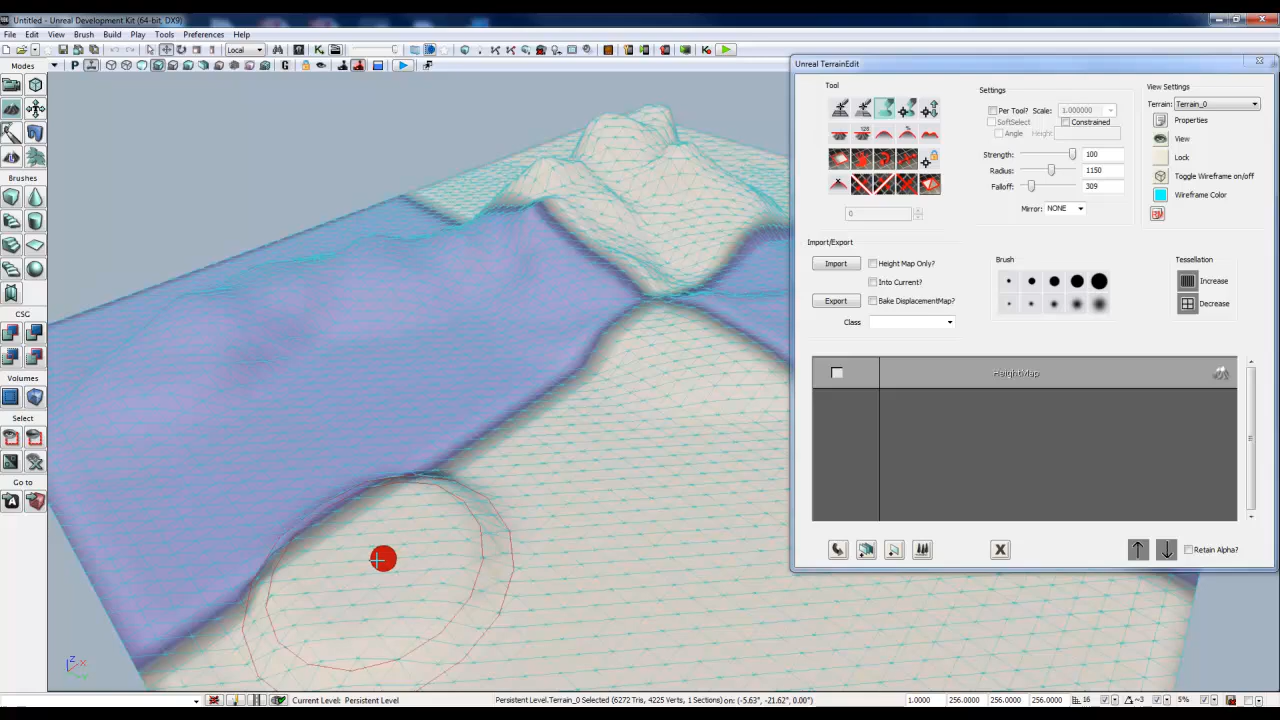 Untitled - Unreal Development Kit (64-bit, DX9)
File Edit View Brush Build Play Tools Preferences Help
Local
Modes
P
G
Brushes
CSG
Volumes
Select
Go to
Unreal TerrainEdit
Tool
128
0
Settings
Per Tool? Scale: 1.000000
SoftSelect Constrained
Angle Height
Strength: 100
Radius: 1150
Falloff: 309
Mirror: NONE
View Settings
Terrain: Terrain_0
Properties
View
Lock
Toggle Wireframe on/off
Wireframe Color
Import/Export
Import Height Map Only?
Into Current?
Export Bake DisplacementMap?
Class
Brush
Tessellation
Increase
Decrease
HeightMap
Retain Alpha?
Z X Y
Current Level: Persistent Level
Persistent Level.Terrain_0 Selected (6272 Tris, 4225 Verts, 1 Sections) on: (-5.63°, -21.62°, 0.00°)
1.0000 256.0000 256.0000 256.0000 16 ~3 5%